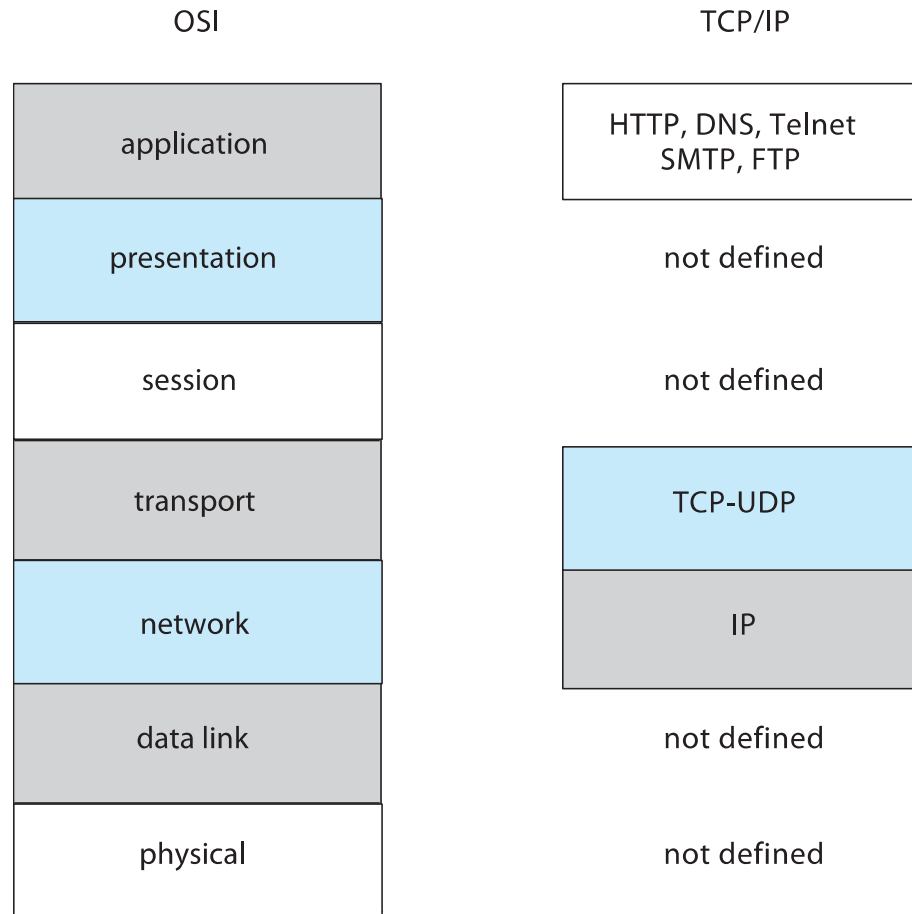 OSI
TCP/IP
application
HTTP, DNS, Telnet
SMTP, FTP
presentation
not defined
session
not defined
transport
TCP-UDP
network
IP
data link
not defined
physical
not defined